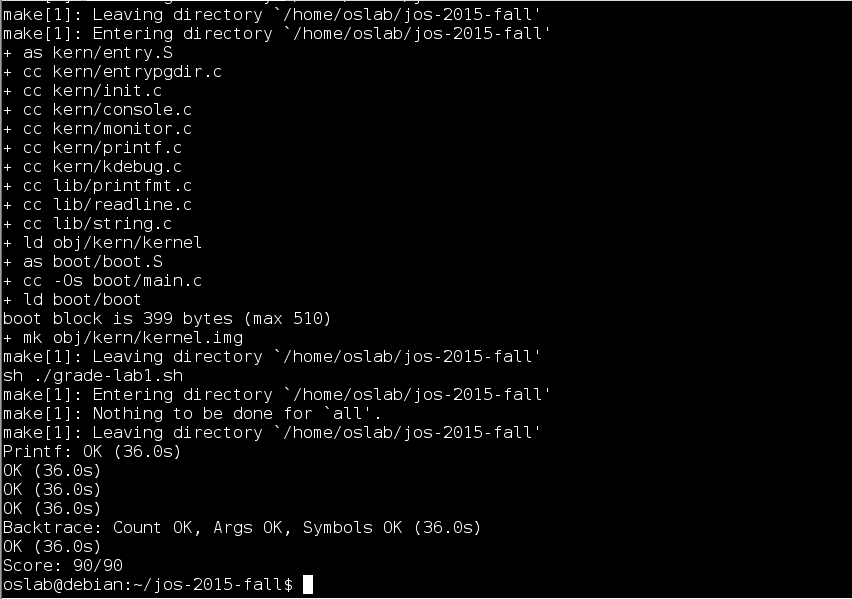 make[1]: Leaving directory `/home/oslab/jos-2015-fall'
make[1]: Entering directory `/home/oslab/jos-2015-fall'
+ as kern/entry.S
+ cc kern/entrypgdir.c
+ cc kern/init.c
+ cc kern/console.c
+ cc kern/monitor.c
+ cc kern/printf.c
+ cc kern/kdebug.c
+ cc lib/printfmt.c
+ cc lib/readline.c
+ cc lib/string.c
+ ld obj/kern/kernel
+ as boot/boot.S
+ cc -Os boot/main.c
+ ld boot/boot
boot block is 399 bytes (max 510)
+ mk obj/kern/kernel.img
make[1]: Leaving directory `/home/oslab/jos-2015-fall'
sh ./grade-lab1.sh
make[1]: Entering directory `/home/oslab/jos-2015-fall'
make[1]: Nothing to be done for `all'.
make[1]: Leaving directory `/home/oslab/jos-2015-fall'
Printf: OK (36.0s)
OK (36.0s)
OK (36.0s)
OK (36.0s)
Backtrace: Count OK, Args OK, Symbols OK (36.0s)
OK (36.0s)
Score: 90/90
oslab@debian:~/jos-2015-fall$